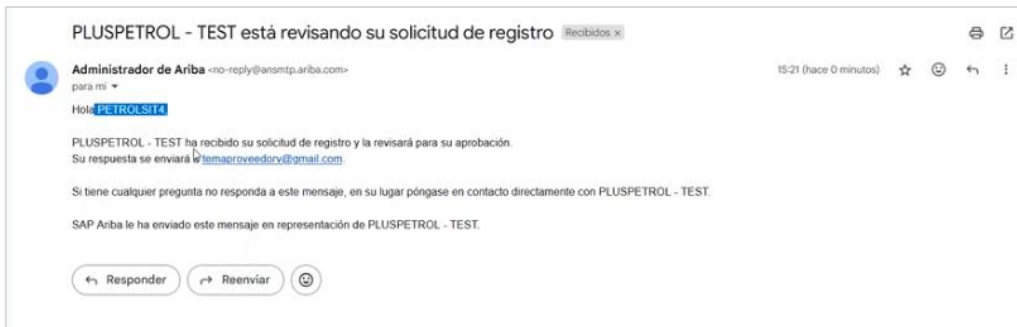 PLUSPETROL - TEST está revisando su solicitud de registro Recibidos x
Administrador de Ariba <no-reply@ansmtp.ariba.com> 15:21 (hace 0 minutos)
para mi
Hola PETROLSIT4,
PLUSPETROL - TEST ha recibido su solicitud de registro y la revisará para su aprobación.
Su respuesta se enviará a temaproveedorv@gmail.com.
Si tiene cualquier pregunta no responda a este mensaje, en su lugar póngase en contacto directamente con PLUSPETROL - TEST.
SAP Ariba le ha enviado este mensaje en representación de PLUSPETROL - TEST.
Responder Reenviar